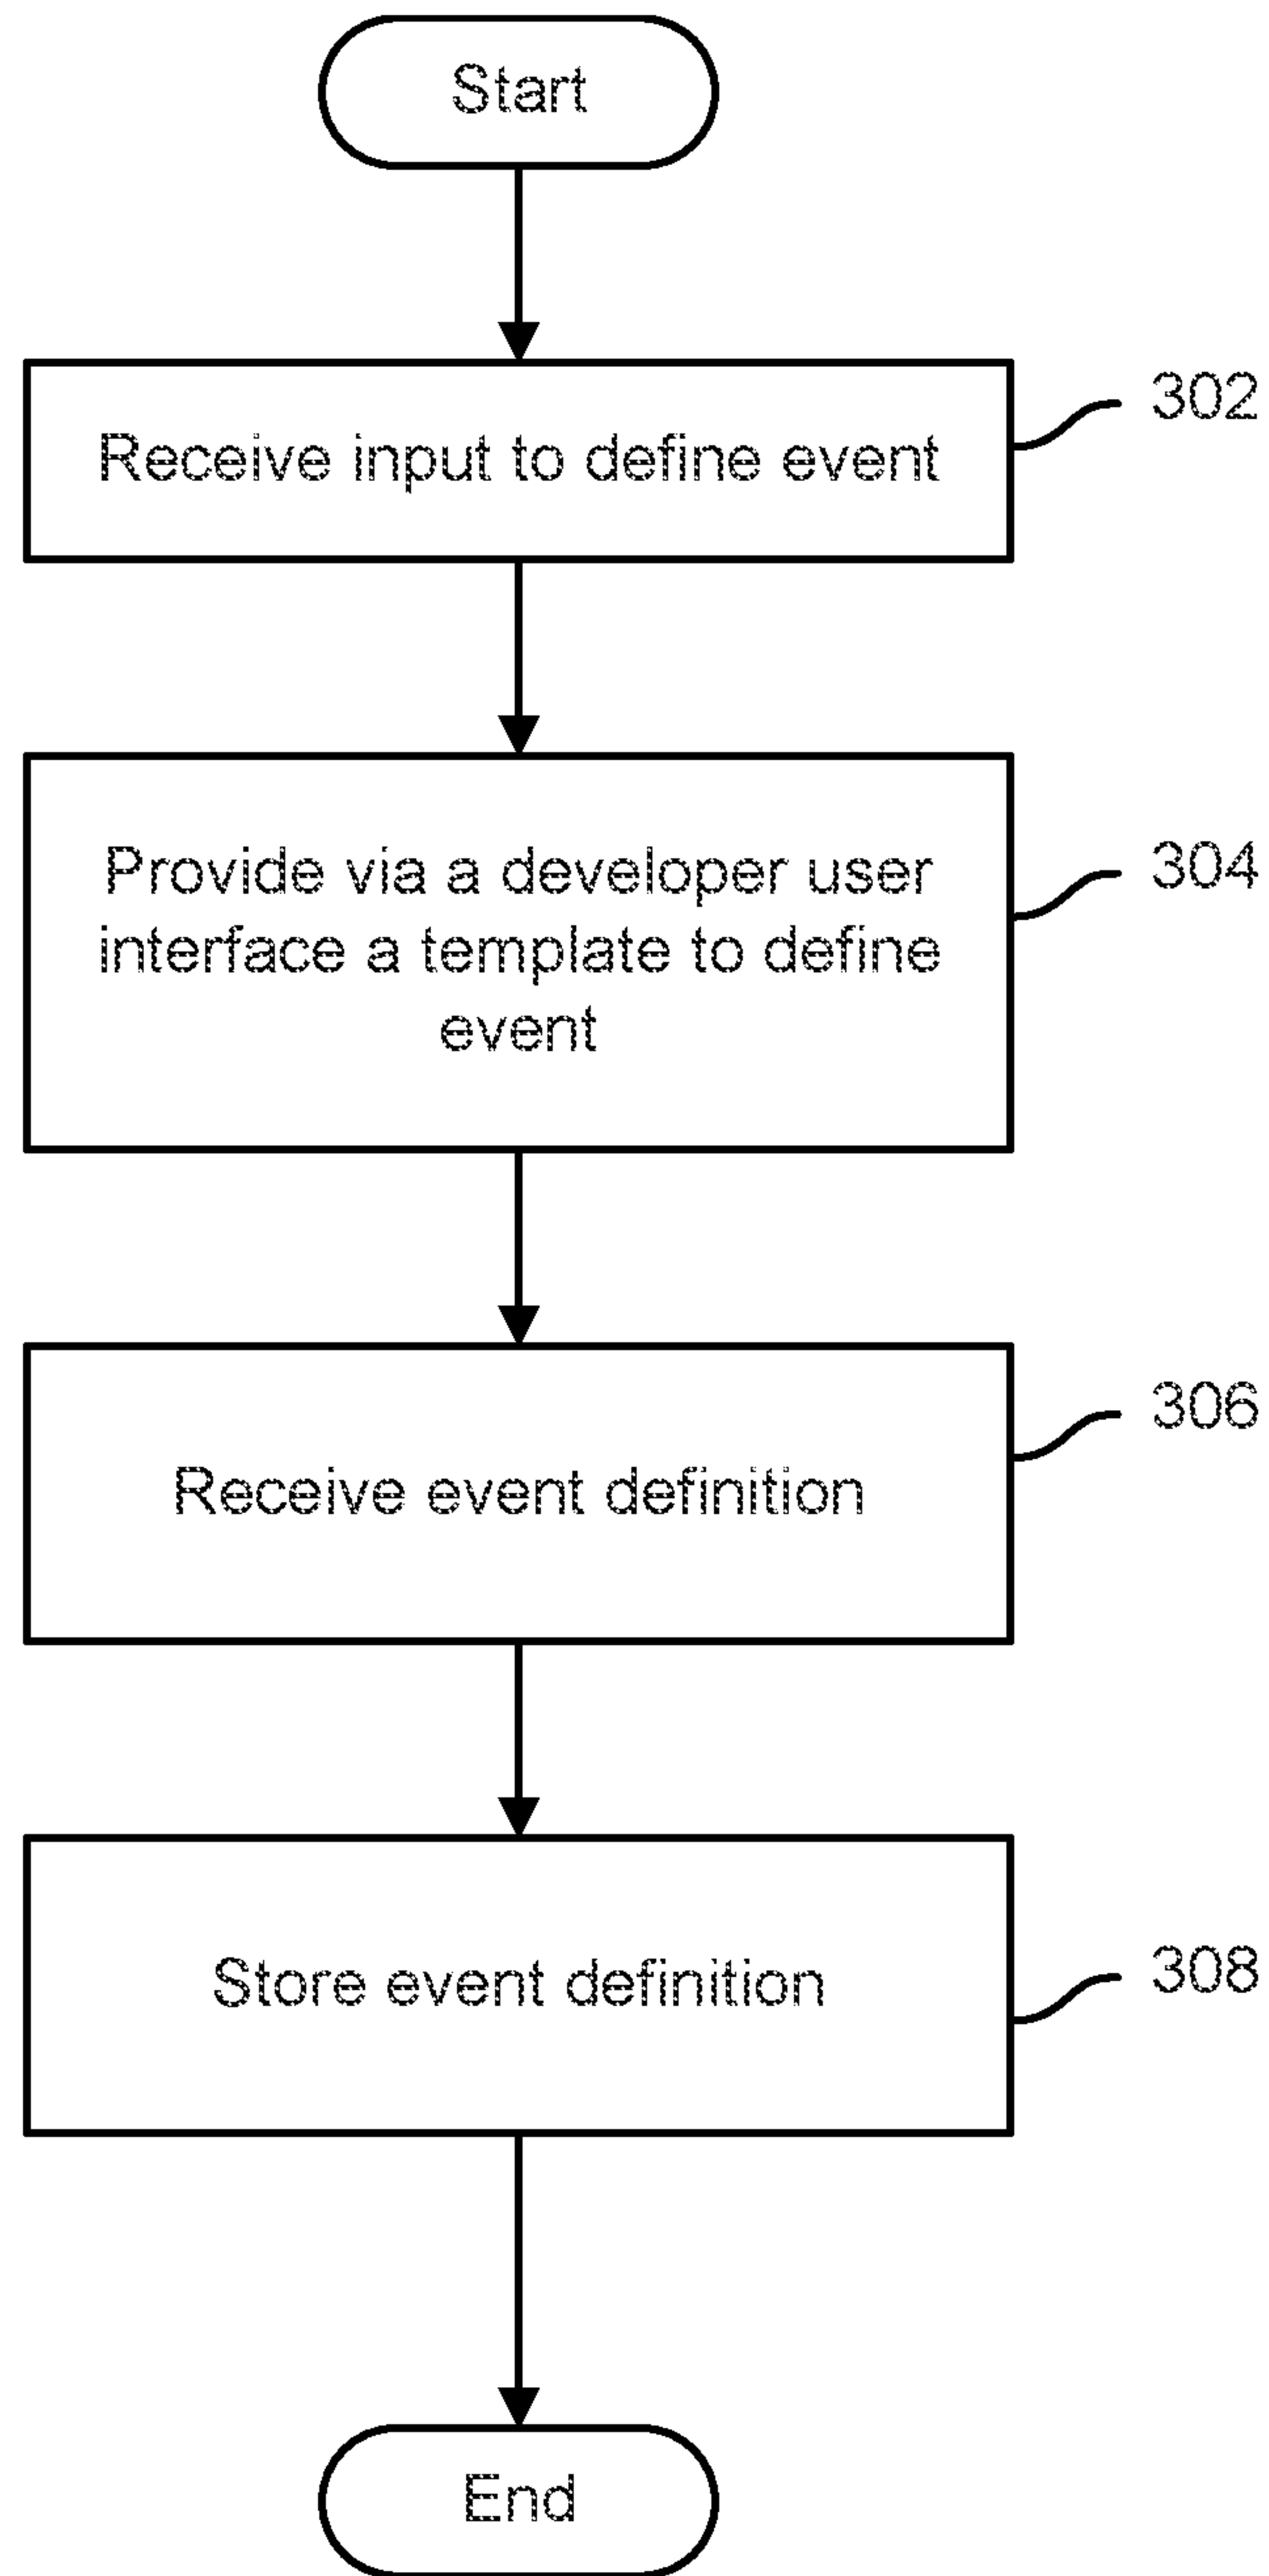 Start
Receive input to define event
302
Provide via a developer user
interface a template to define
event
304
Receive event definition
306
Store event definition
308
End